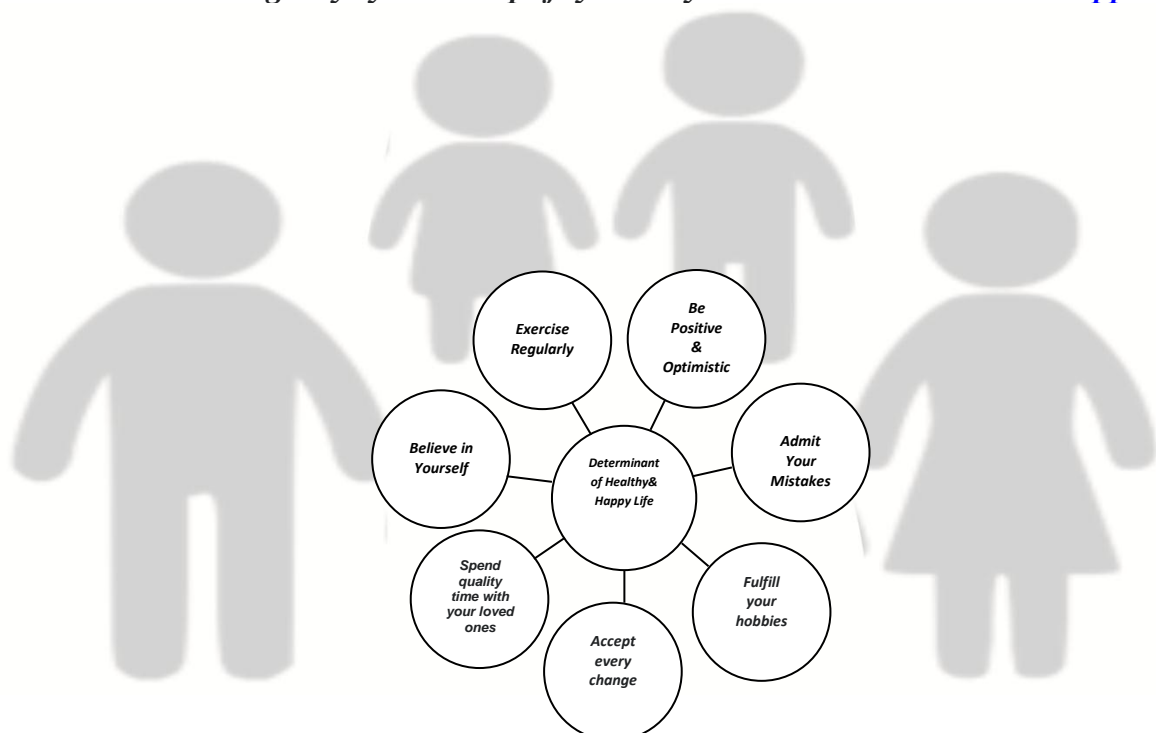 Exercise
Regularly
Be
Positive
&
Optimistic
Believe in
Yourself
Determinant
of Healthy&
Happy Life
Admit
Your
Mistakes
Spend
quality
time with
your loved
ones
Fulfill
your
hobbies
Accept
every
change